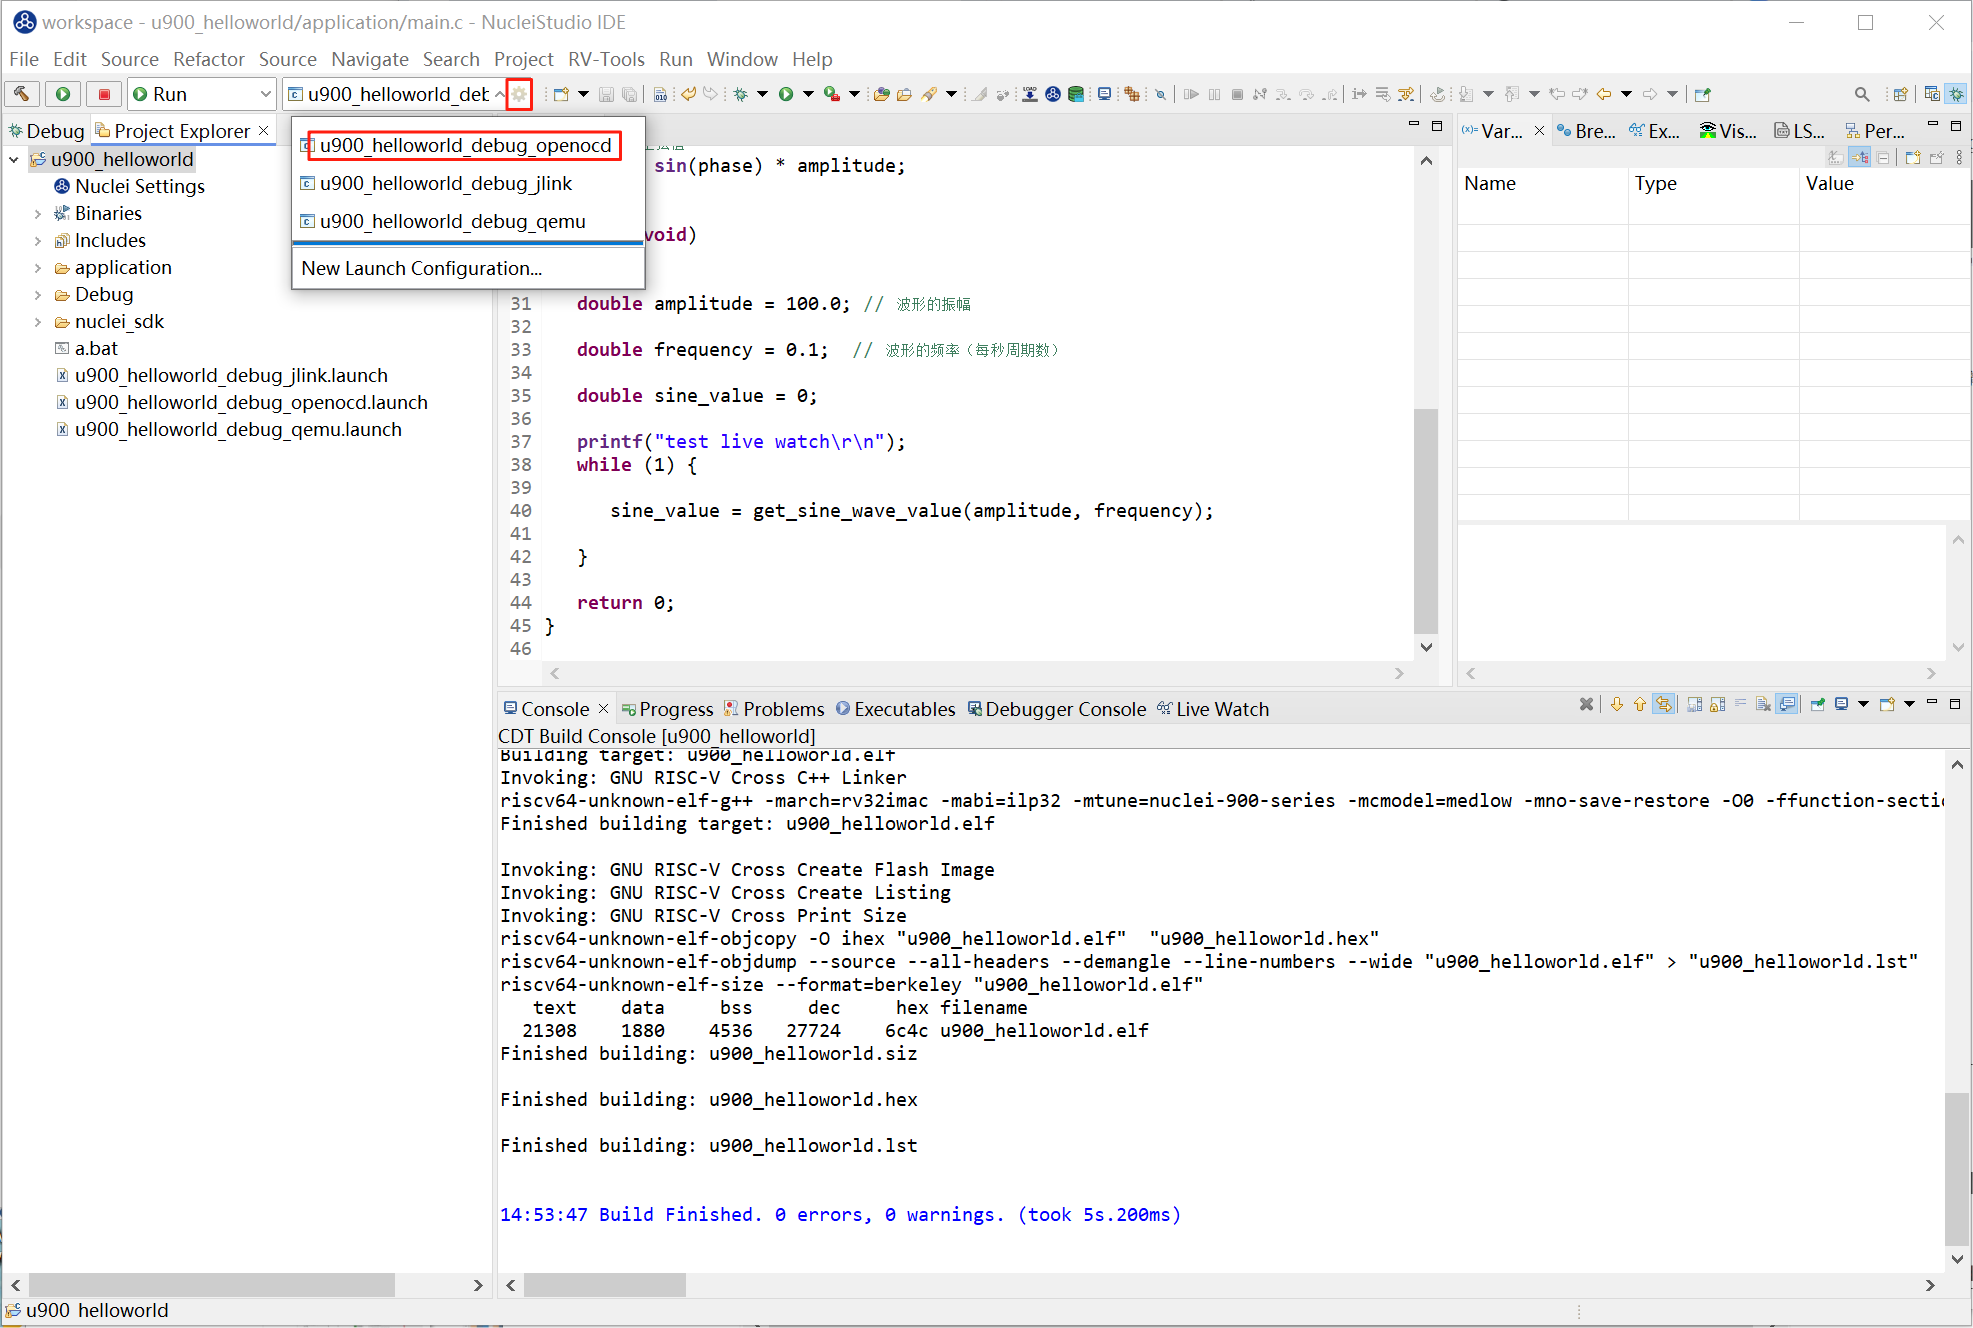 workspace - u900_helloworld/application/main.c - NucleiStudio IDE
File Edit Source Refactor Source Navigate Search Project RV-Tools Run Window Help
Run
u900_helloworld_deb
Debug
Project Explorer
u900_helloworld
Nuclei Settings
Binaries
Includes
application
Debug
nuclei_sdk
a.bat
u900_helloworld_debug_jlink.launch
u900_helloworld_debug_openocd.launch
u900_helloworld_debug_qemu.launch
u900_helloworld_debug_openocd
u900_helloworld_debug_jlink
u900_helloworld_debug_qemu
New Launch Configuration...
sin(phase) * amplitude;
void)
31 double amplitude = 100.0; // 波形的振幅
32
33 double frequency = 0.1; // 波形的频率（每秒周期数）
34
35 double sine_value = 0;
36
37 printf("test live watch\r\n");
38 while (1) {
39
40 sine_value = get_sine_wave_value(amplitude, frequency);
41
42 }
43
44 return 0;
45 }
46
Var... Bre... Ex... Vis... LS... Per...
Name Type Value
Console Progress Problems Executables Debugger Console Live Watch
CDT Build Console [u900_helloworld]
Building target: u900_helloworld.elf
Invoking: GNU RISC-V Cross C++ Linker
riscv64-unknown-elf-g++ -march=rv32imac -mabi=ilp32 -mtune=nuclei-900-series -mcmodel=medlow -mno-save-restore -O0 -ffunction-sectio
Finished building target: u900_helloworld.elf
Invoking: GNU RISC-V Cross Create Flash Image
Invoking: GNU RISC-V Cross Create Listing
Invoking: GNU RISC-V Cross Print Size
riscv64-unknown-elf-objcopy -O ihex "u900_helloworld.elf" "u900_helloworld.hex"
riscv64-unknown-elf-objdump --source --all-headers --demangle --line-numbers --wide "u900_helloworld.elf" > "u900_helloworld.lst"
riscv64-unknown-elf-size --format=berkeley "u900_helloworld.elf"
text data bss dec hex filename
21308 1880 4536 27724 6c4c u900_helloworld.elf
Finished building: u900_helloworld.siz
Finished building: u900_helloworld.hex
Finished building: u900_helloworld.lst
14:53:47 Build Finished. 0 errors, 0 warnings. (took 5s.200ms)
u900_helloworld